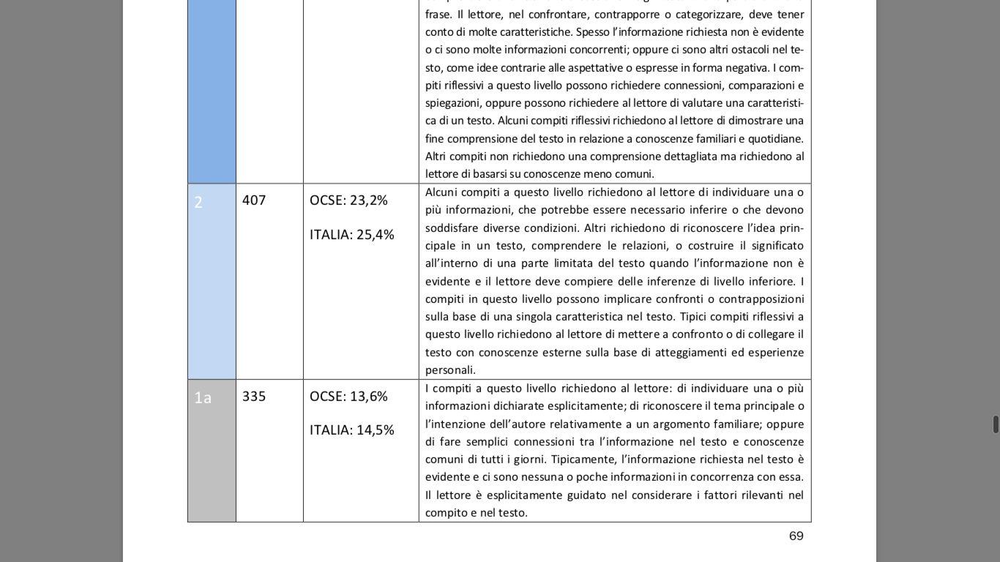 frase. Il lettore, nel confrontare, contrapporre o categorizzare, deve tener
conto di molte caratteristiche. Spesso l'informazione richiesta non è evidente
o ci sono molte informazioni concorrenti; oppure ci sono altri ostacoli nel te-
sto, come idee contrarie alle aspettative o espresse in forma negativa. I com-
piti riflessivi a questo livello possono richiedere connessioni, comparazioni e
spiegazioni, oppure possono richiedere al lettore di valutare una caratteristi-
ca di un testo. Alcuni compiti riflessivi richiedono al lettore di dimostrare una
fine comprensione del testo in relazione a conoscenze familiari e quotidiane.
Altri compiti non richiedono una comprensione dettagliata ma richiedono al
lettore di basarsi su conoscenze meno comuni.
2
407
OCSE: 23,2%
ITALIA: 25,4%
Alcuni compiti a questo livello richiedono al lettore di individuare una o
più informazioni, che potrebbe essere necessario inferire o che devono
soddisfare diverse condizioni. Altri richiedono di riconoscere l'idea prin-
cipale in un testo, comprendere le relazioni, o costruire il significato
all'interno di una parte limitata del testo quando l'informazione non è
evidente e il lettore deve compiere delle inferenze di livello inferiore. I
compiti in questo livello possono implicare confronti o contrapposizioni
sulla base di una singola caratteristica nel testo. Tipici compiti riflessivi a
questo livello richiedono al lettore di mettere a confronto o di collegare il
testo con conoscenze esterne sulla base di atteggiamenti ed esperienze
personali.
1a
335
OCSE: 13,6%
ITALIA: 14,5%
I compiti a questo livello richiedono al lettore: di individuare una o più
informazioni dichiarate esplicitamente; di riconoscere il tema principale o
l'intenzione dell'autore relativamente a un argomento familiare; oppure
di fare semplici connessioni tra l'informazione nel testo e conoscenze
comuni di tutti i giorni. Tipicamente, l'informazione richiesta nel testo è
evidente e ci sono nessuna o poche informazioni in concorrenza con essa.
Il lettore è esplicitamente guidato nel considerare i fattori rilevanti nel
compito e nel testo.
69